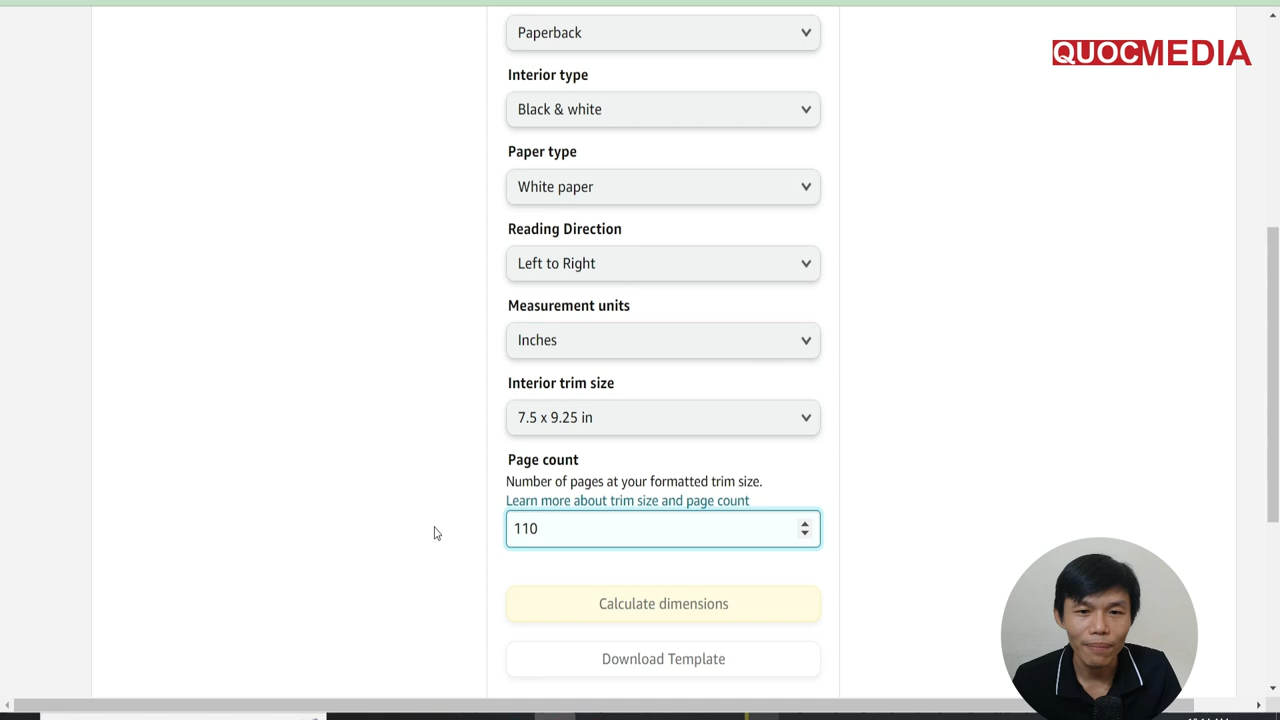 Paperback
QUOCMEDIA
Interior type
Black & white
Paper type
White paper
Reading Direction
Left to Right
Measurement units
Inches
Interior trim size
7.5 x 9.25 in
Page count
Number of pages at your formatted trim size.
Learn more about trim size and page count
110
Calculate dimensions
Download Template